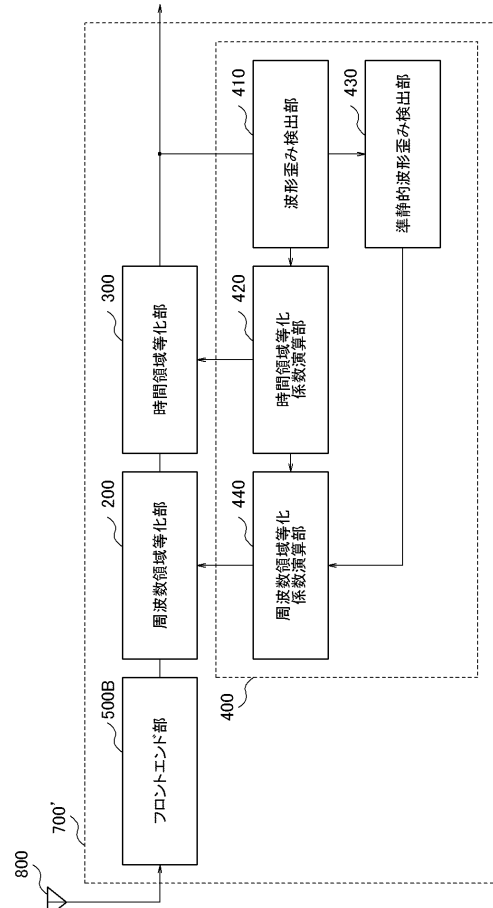 800
700'
500B
フロントエンド部
200
周波数領域等化部
300
時間領域等化部
400
440
周波数領域等化
係数演算部
420
時間領域等化
係数演算部
410
波形歪み検出部
430
準静的波形歪み検出部